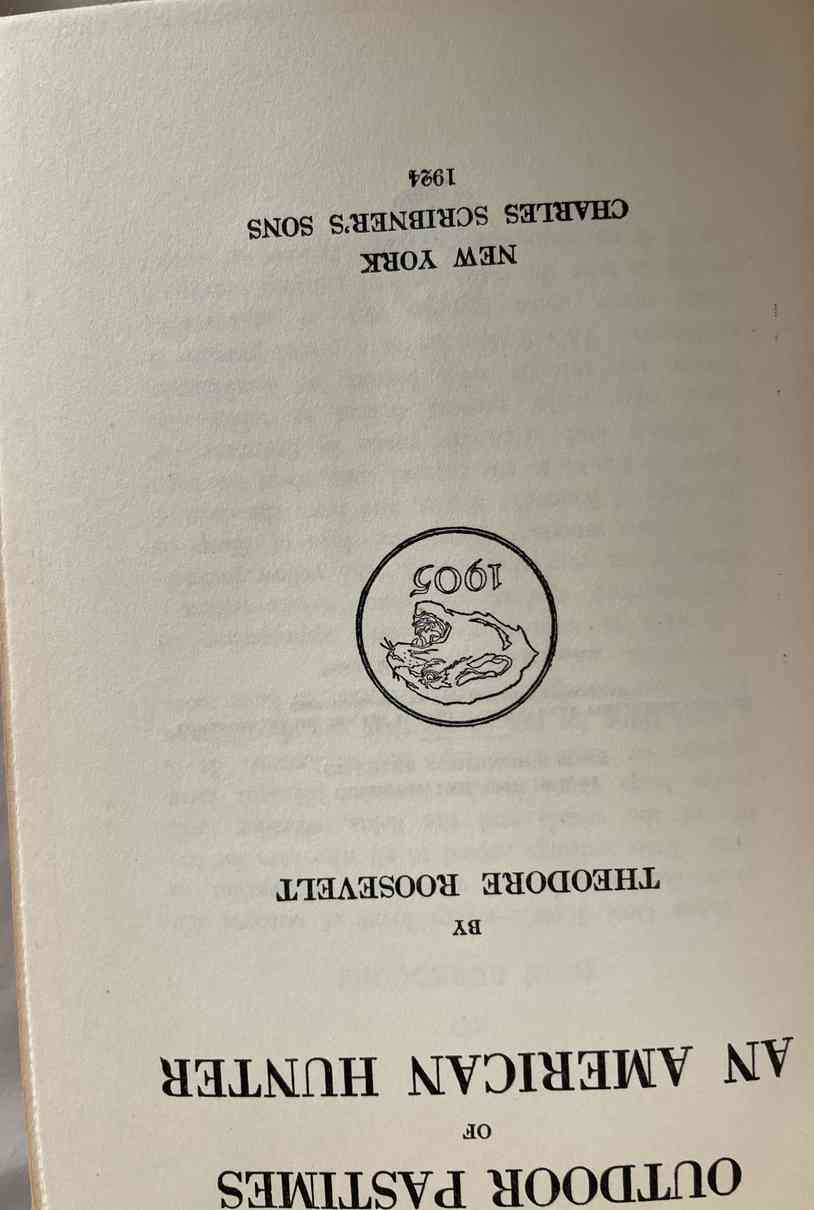 OUTDOOR PASTIMES
OF
AN AMERICAN HUNTER
BY
THEODORE ROOSEVELT
1905
NEW YORK
CHARLES SCRIBNER'S SONS
1924